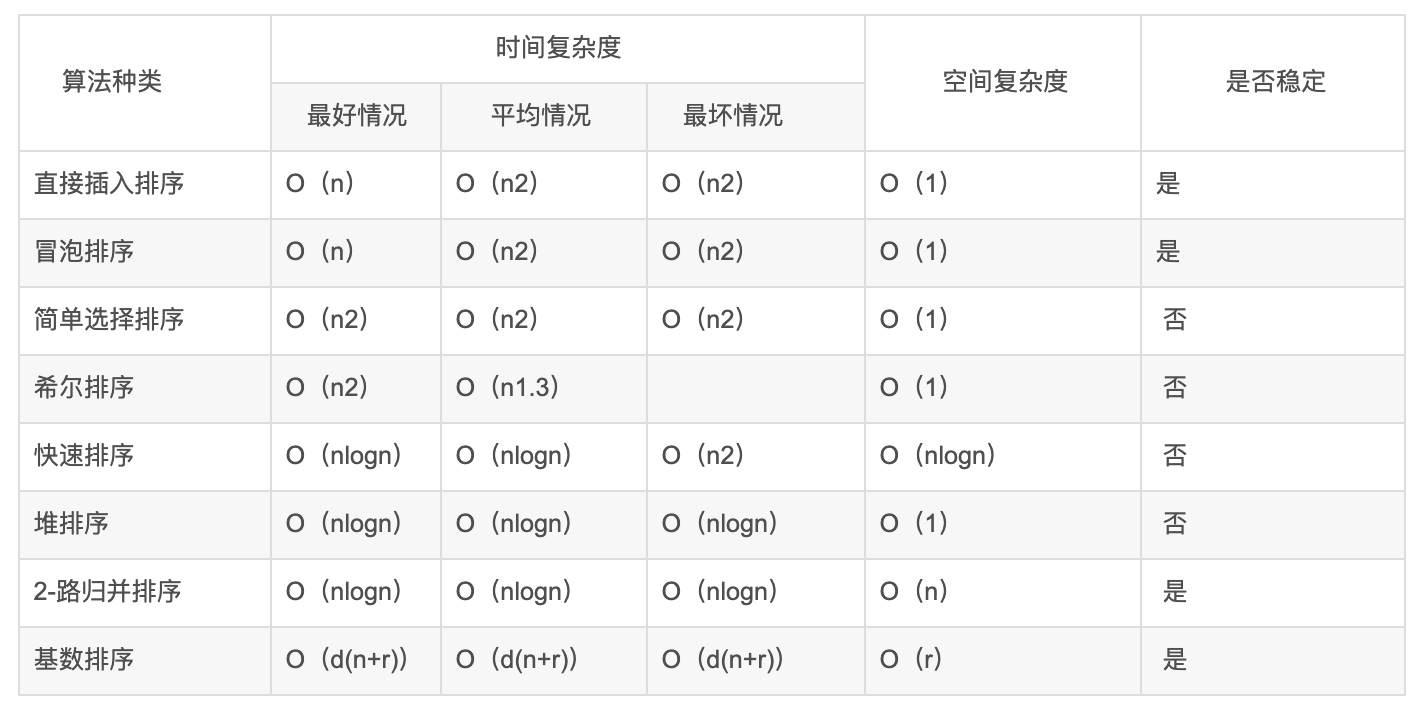 算法种类 时间复杂度 空间复杂度 是否稳定
最好情况 平均情况 最坏情况
直接插入排序 O（n） O（n2） O（n2） O（1） 是
冒泡排序 O（n） O（n2） O（n2） O（1） 是
简单选择排序 O（n2） O（n2） O（n2） O（1） 否
希尔排序 O（n2） O（n1.3） O（1） 否
快速排序 O（nlogn） O（nlogn） O（n2） O（nlogn） 否
堆排序 O（nlogn） O（nlogn） O（nlogn） O（1） 否
2-路归并排序 O（nlogn） O（nlogn） O（nlogn） O（n） 是
基数排序 O（d(n+r)） O（d(n+r)） O（d(n+r)） O（r） 是